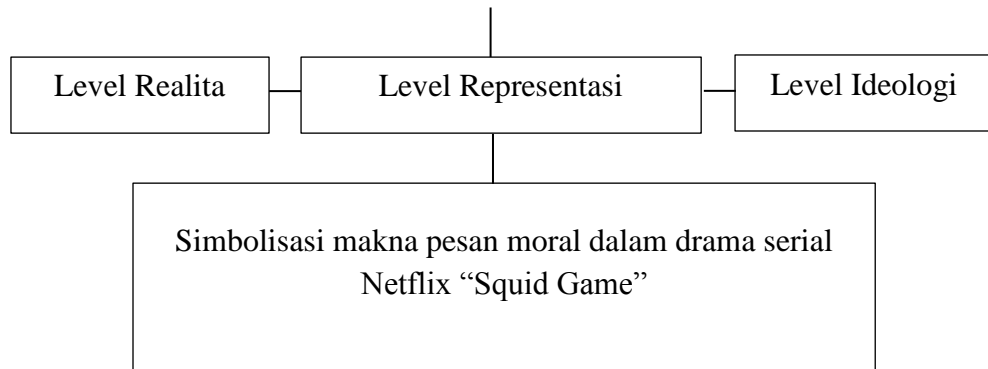 Level Realita
Level Representasi
Level Ideologi
Simbolisasi makna pesan moral dalam drama serial
Netflix “Squid Game”